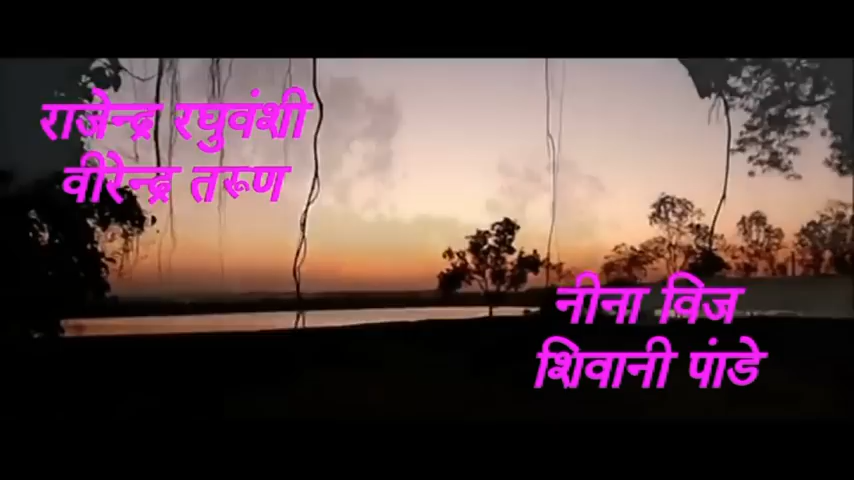 राजेन्द्र रघुवंशी
वीरेन्द्र तरूण
नीना विज
शिवानी पांडे